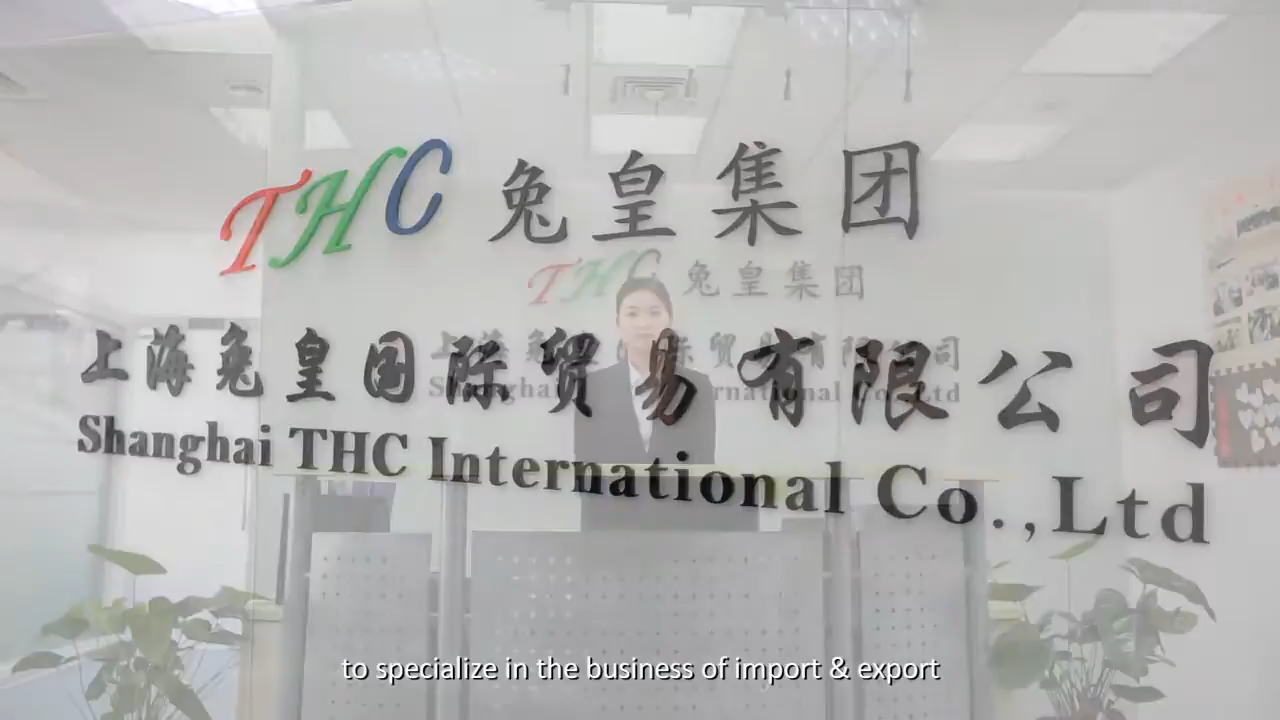 THC 兔皇集团
THC 兔皇集团
上海兔皇国际贸易有限公司
Shanghai THC International Co.,Ltd
to specialize in the business of import & export